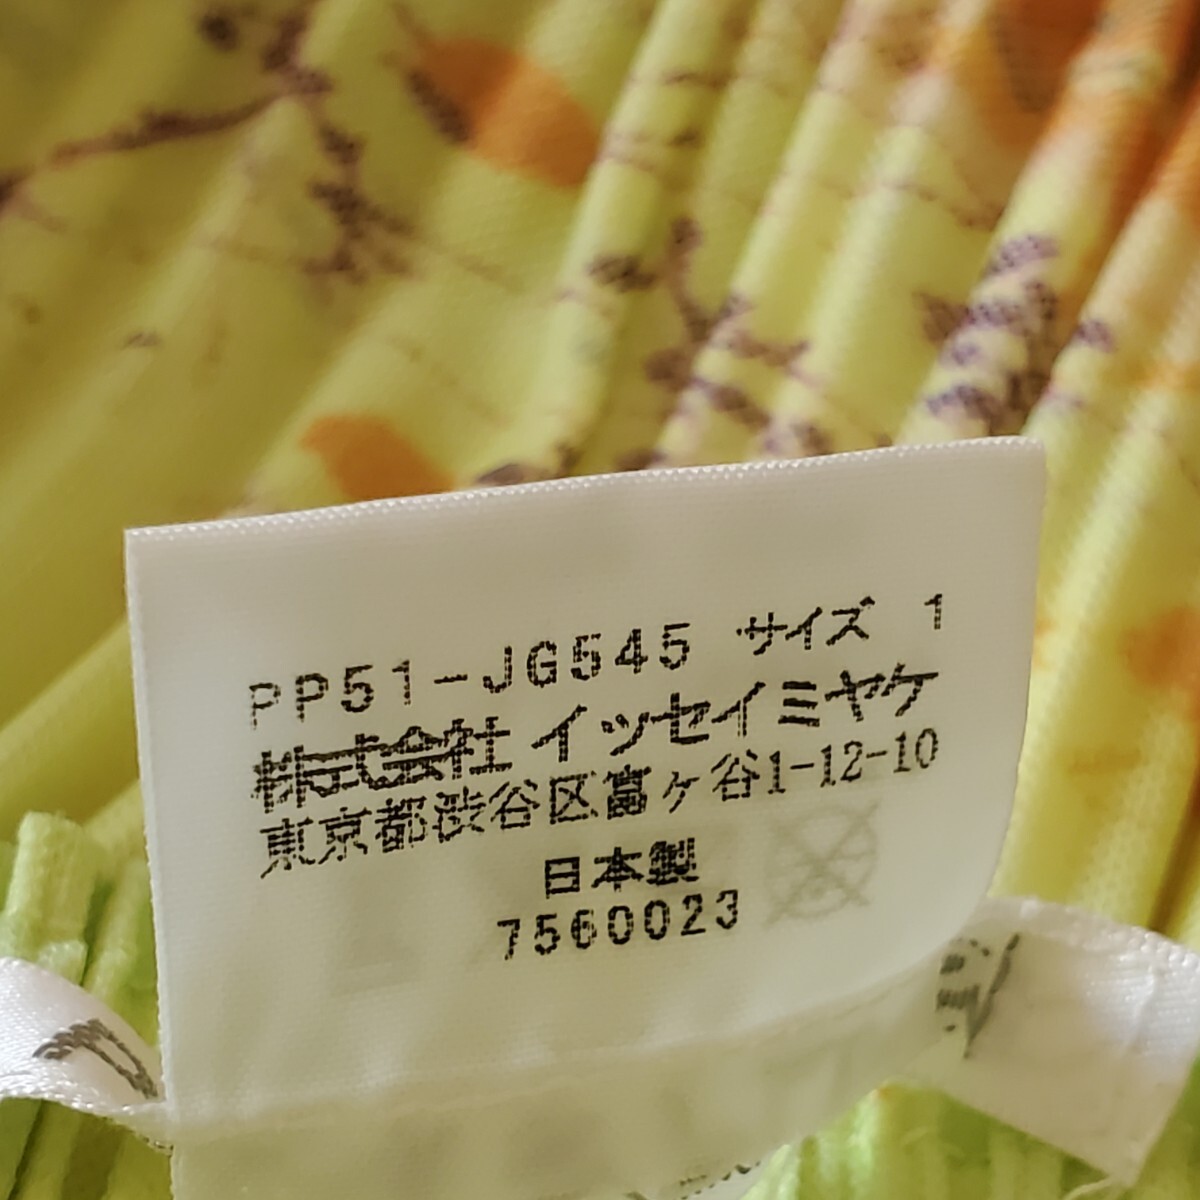 PP51-JG545 サイズ 1
株式会社 イッセイミヤケ
東京都渋谷区富ヶ谷1-12-10
日本製
7560023